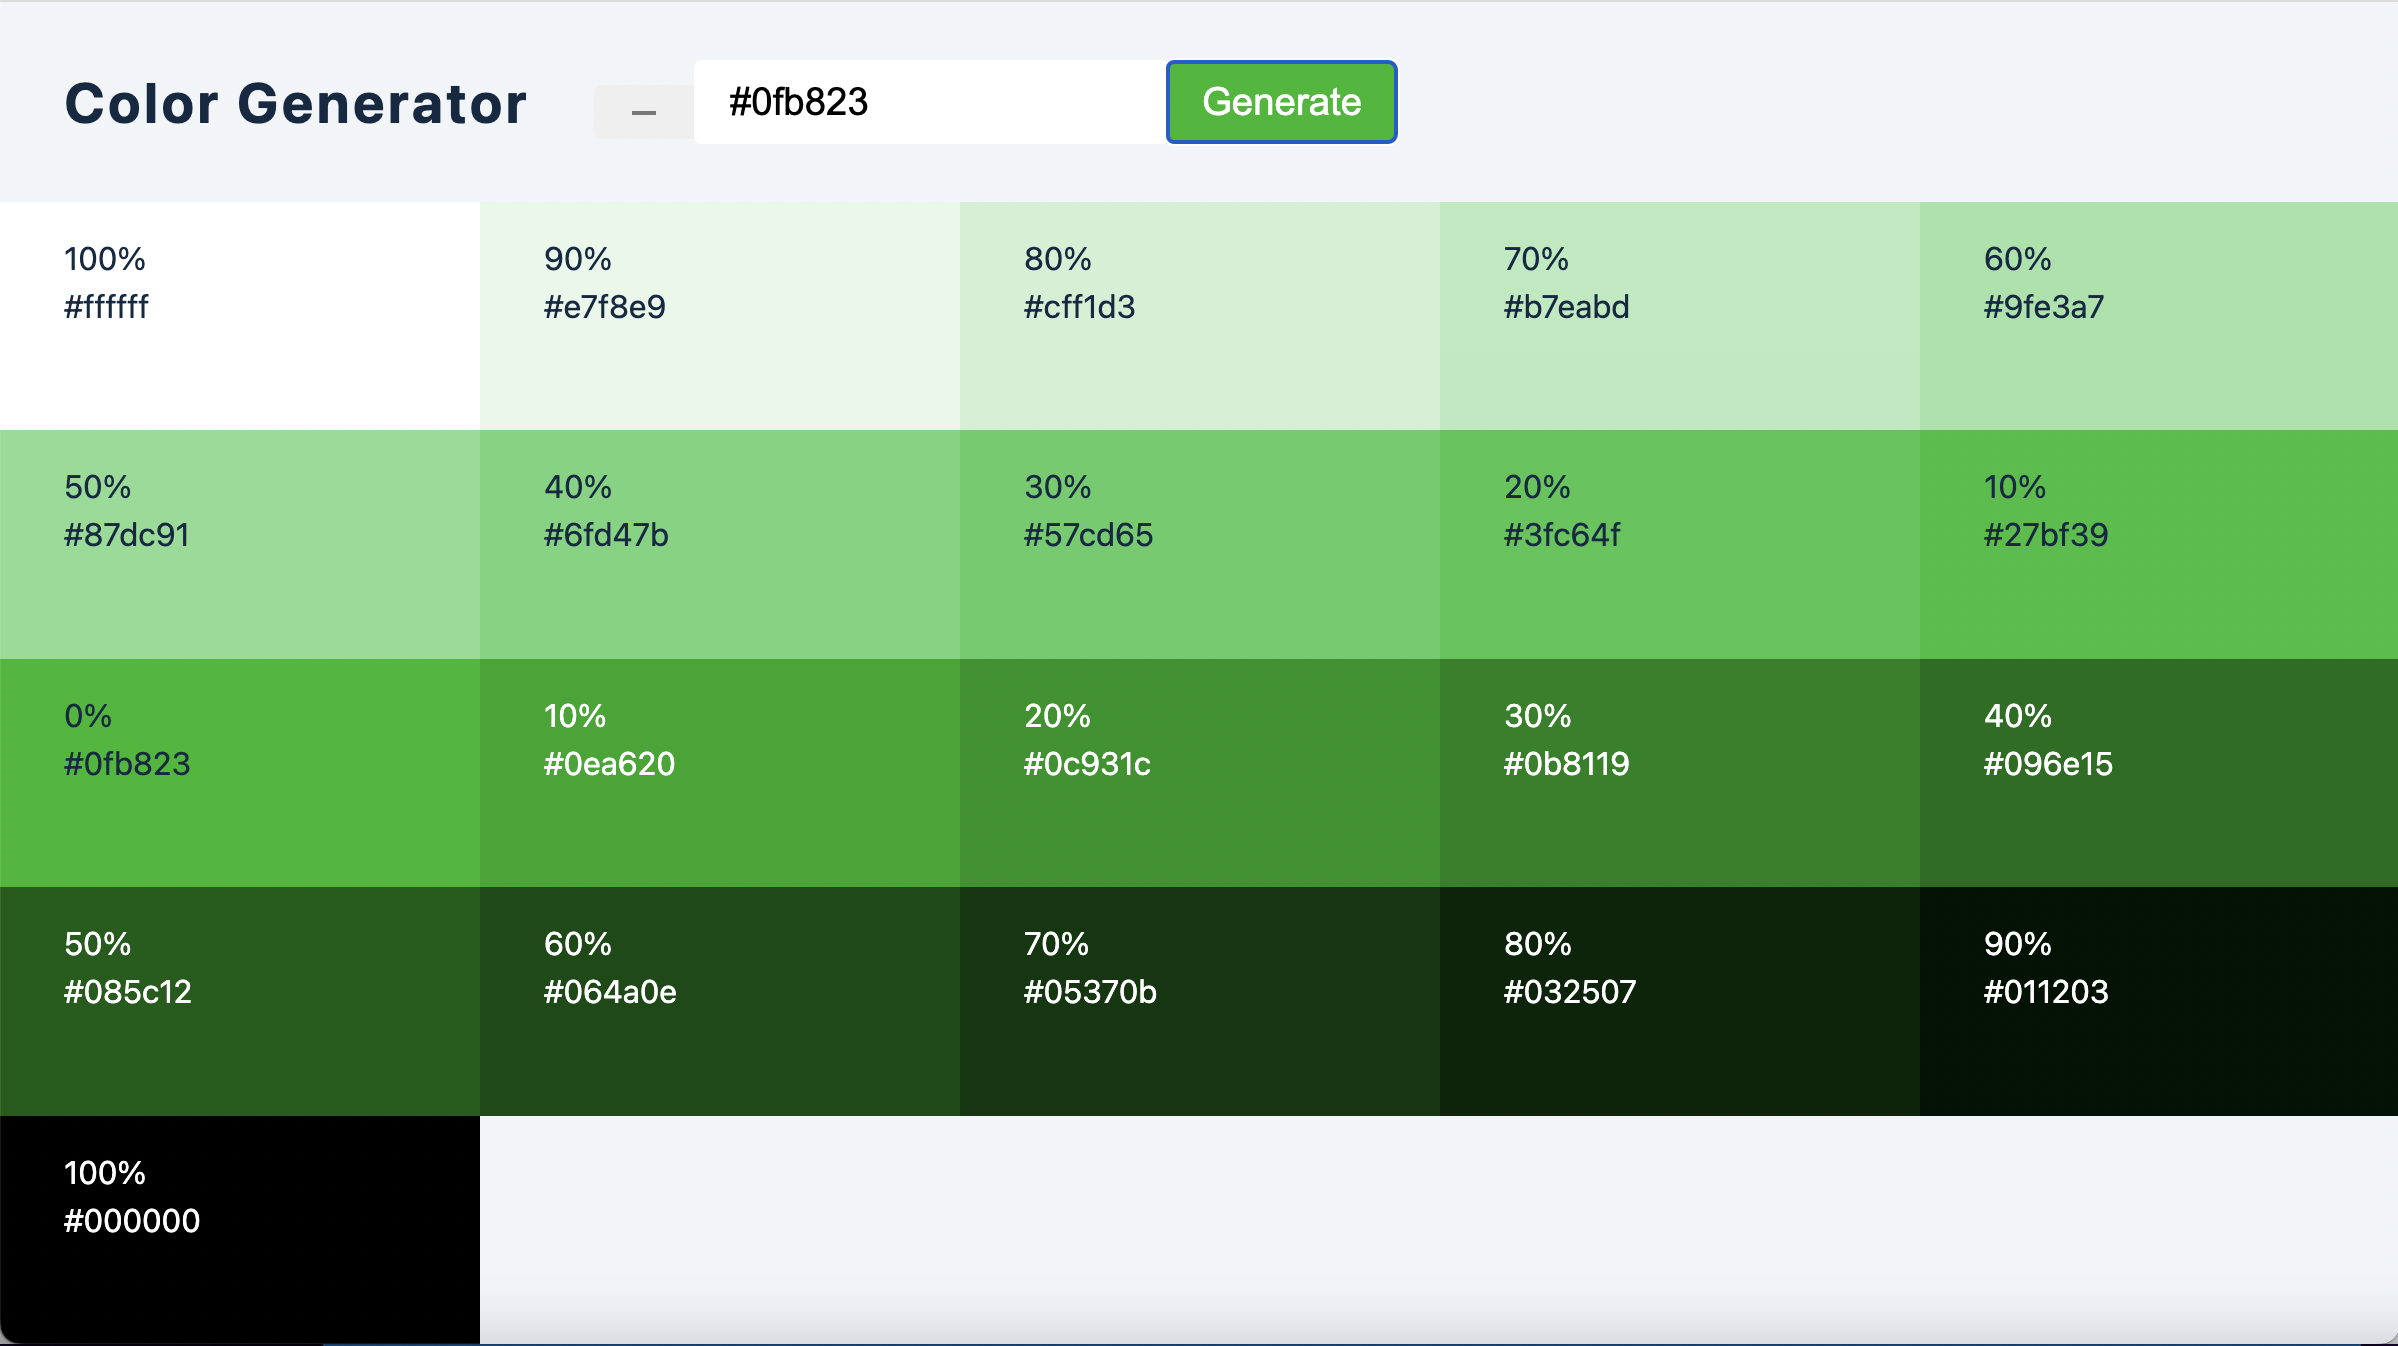 Color Generator
#0fb823
Generate
100%
#ffffff
90%
#e7f8e9
80%
#cff1d3
70%
#b7eabd
60%
#9fe3a7
50%
#87dc91
40%
#6fd47b
30%
#57cd65
20%
#3fc64f
10%
#27bf39
0%
#0fb823
10%
#0ea620
20%
#0c931c
30%
#0b8119
40%
#096e15
50%
#085c12
60%
#064a0e
70%
#05370b
80%
#032507
90%
#011203
100%
#000000